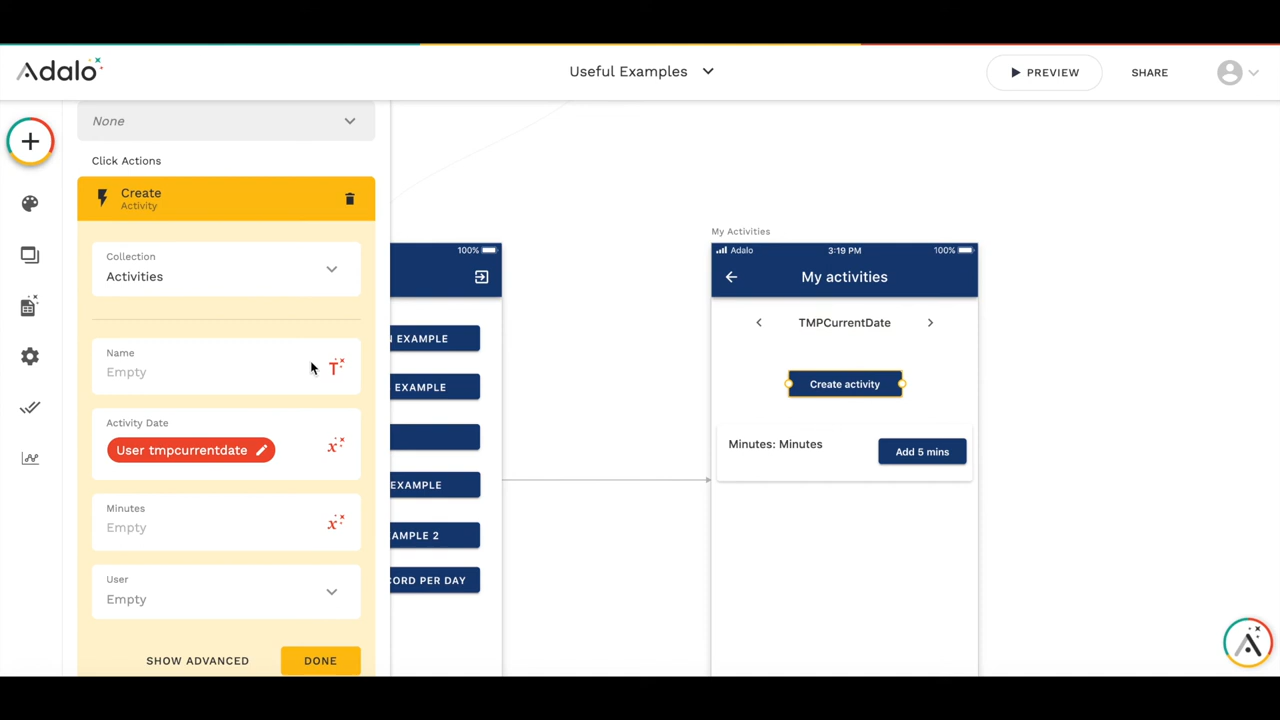 Adalo
Useful Examples
PREVIEW
SHARE
None
Click Actions
Create
Activity
Collection
Activities
Name
Empty
T
Activity Date
User tmpcurrentdate
x
Minutes
Empty
x
User
Empty
SHOW ADVANCED
DONE
100%
N EXAMPLE
EXAMPLE
EXAMPLE
AMPLE 2
CORD PER DAY
My Activities
Adalo
3:19 PM
100%
My activities
TMPCurrentDate
Create activity
Minutes: Minutes
Add 5 mins